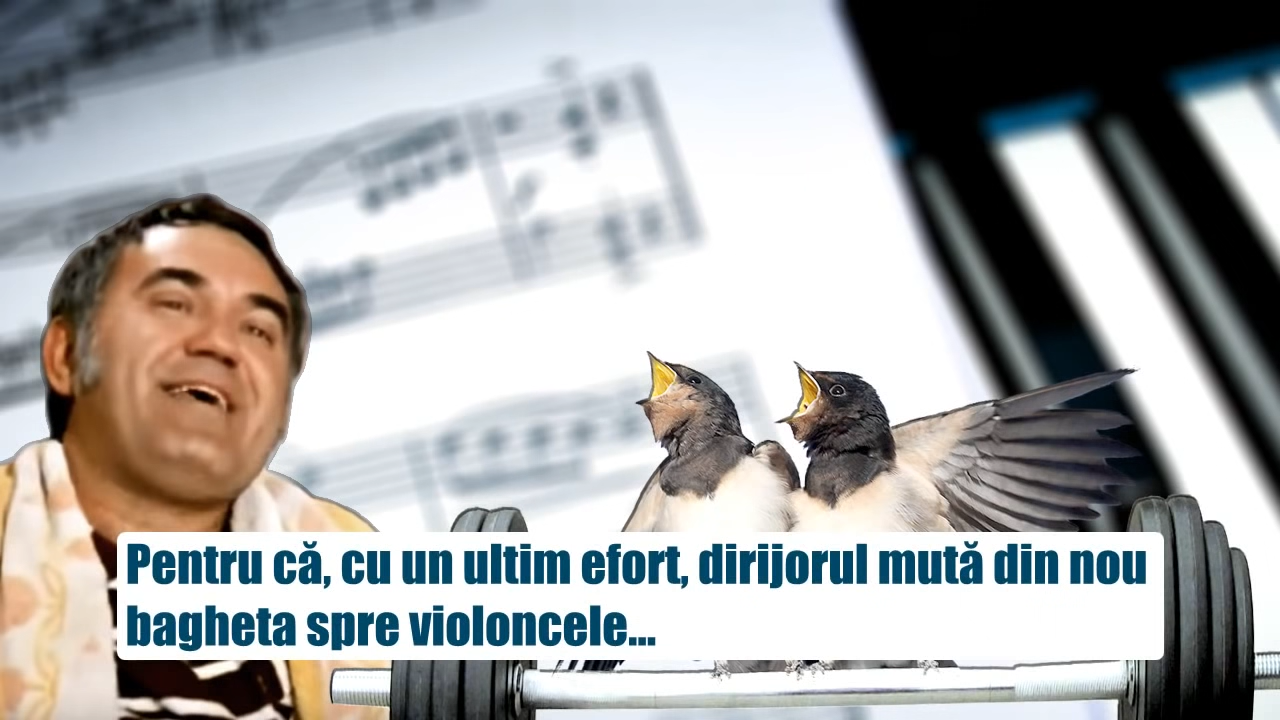 Pentru că, cu un ultim efort, dirijorul mută din nou
bagheta spre violoncele...